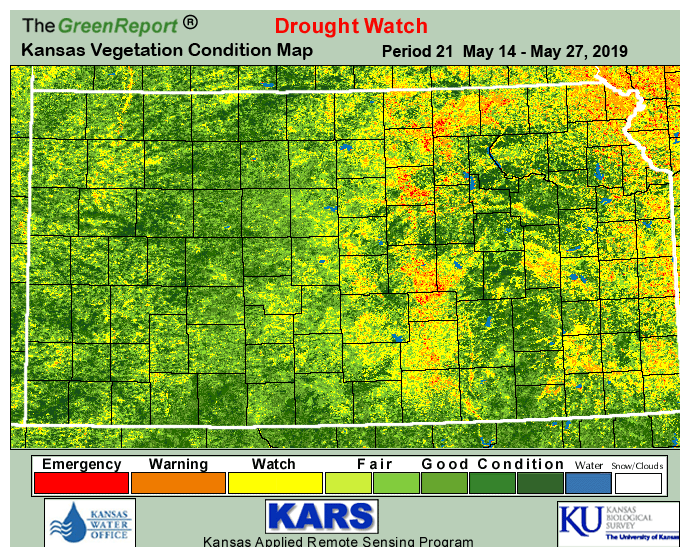 The GreenReport ®
Drought Watch
Kansas Vegetation Condition Map
Period 21 May 14 - May 27, 2019
Emergency Warning Watch Fair Good Condition Water Snow/Clouds
KANSAS
WATER
OFFICE
KARS
Kansas Applied Remote Sensing Program
KU
KANSAS
BIOLOGICAL
SURVEY
The University of Kansas